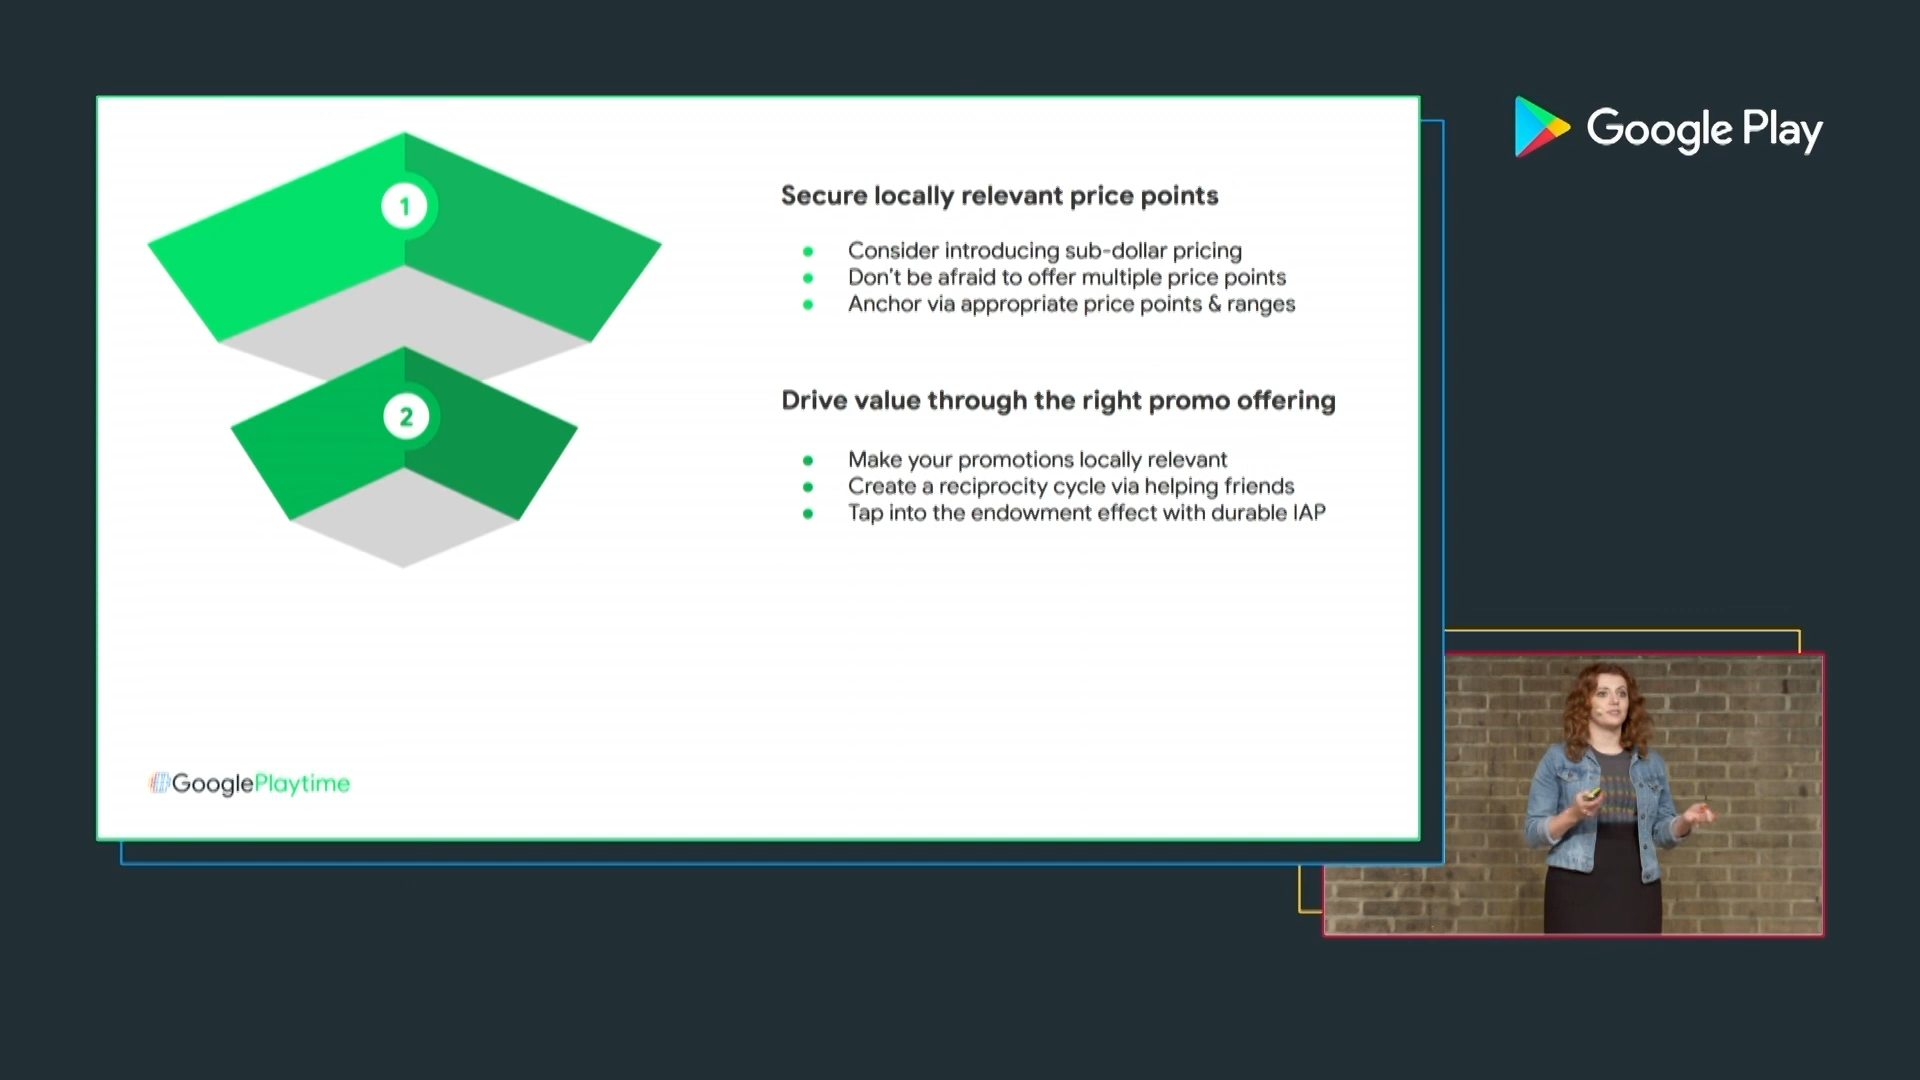 Google Play
1
Secure locally relevant price points
Consider introducing sub-dollar pricing
Don't be afraid to offer multiple price points
Anchor via appropriate price points & ranges
2
Drive value through the right promo offering
Make your promotions locally relevant
Create a reciprocity cycle via helping friends
Tap into the endowment effect with durable IAP
GooglePlaytime